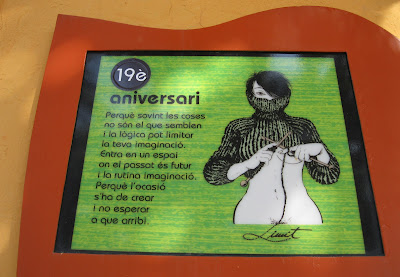 19è
aniversari
Perquè sovint les coses
no són el que semblen
i la lògica pot limitar
la teva imaginació.
Entra en un espai
on el passat és futur
i la rutina imaginació.
Perquè l'ocasió
s'ha de crear
i no esperar
a que arribi.
Límit